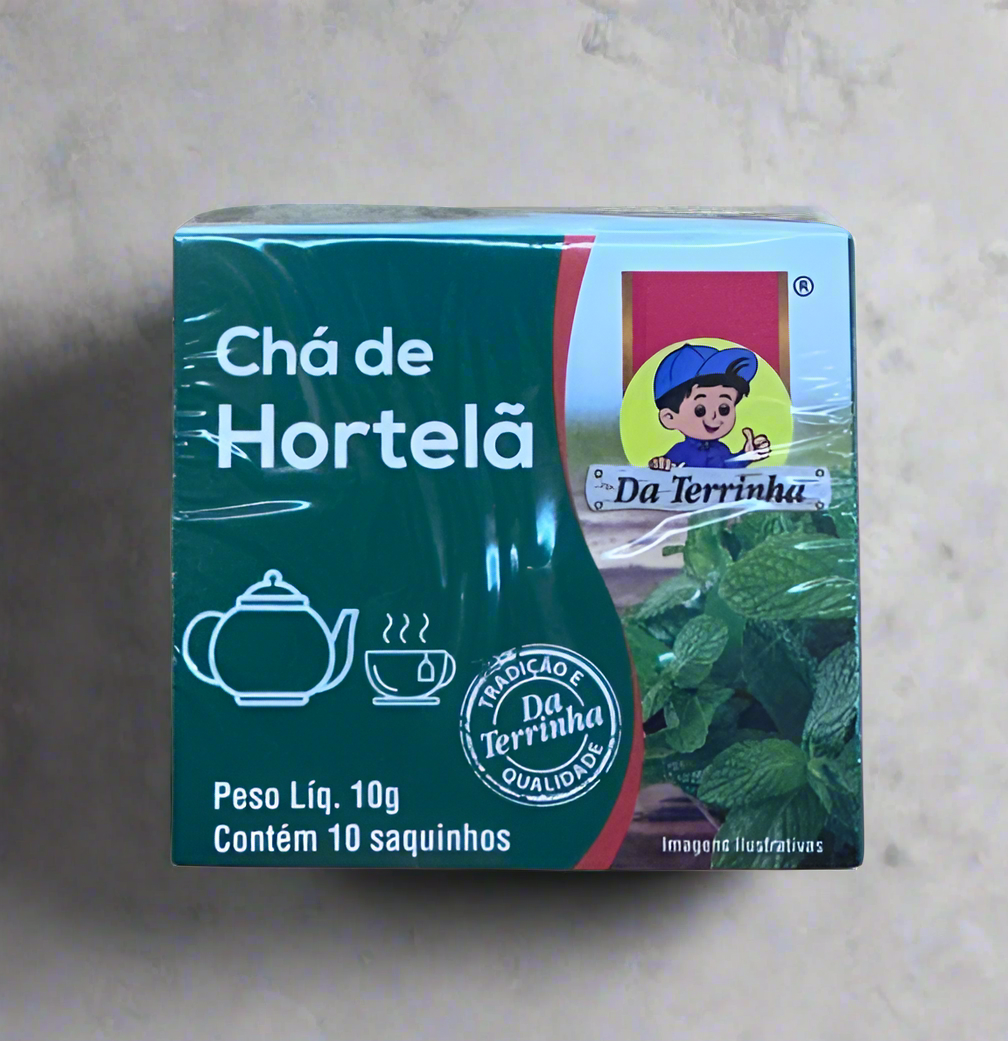 Chá de
Hortelã
®
Da Terrinha
TRADIÇÃO E
Da
Terrinha
QUALIDADE
Peso Líq. 10g
Contém 10 saquinhos
Imagens Ilustrativas